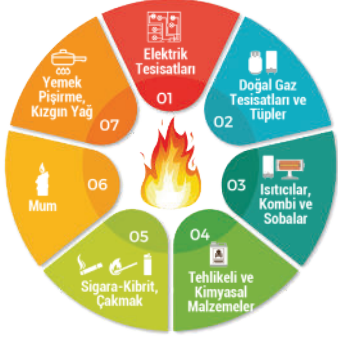 Elektrik
Tesisatları
01
Doğal Gaz
Tesisatları ve
Tüpler
02
03
Isıtıcılar,
Kombi ve
Sobalar
04
Tehlikeli ve
Kimyasal
Malzemeler
05
Sigara-Kibrit,
Çakmak
06
Mum
Yemek
Pişirme,
Kızgın Yağ
07